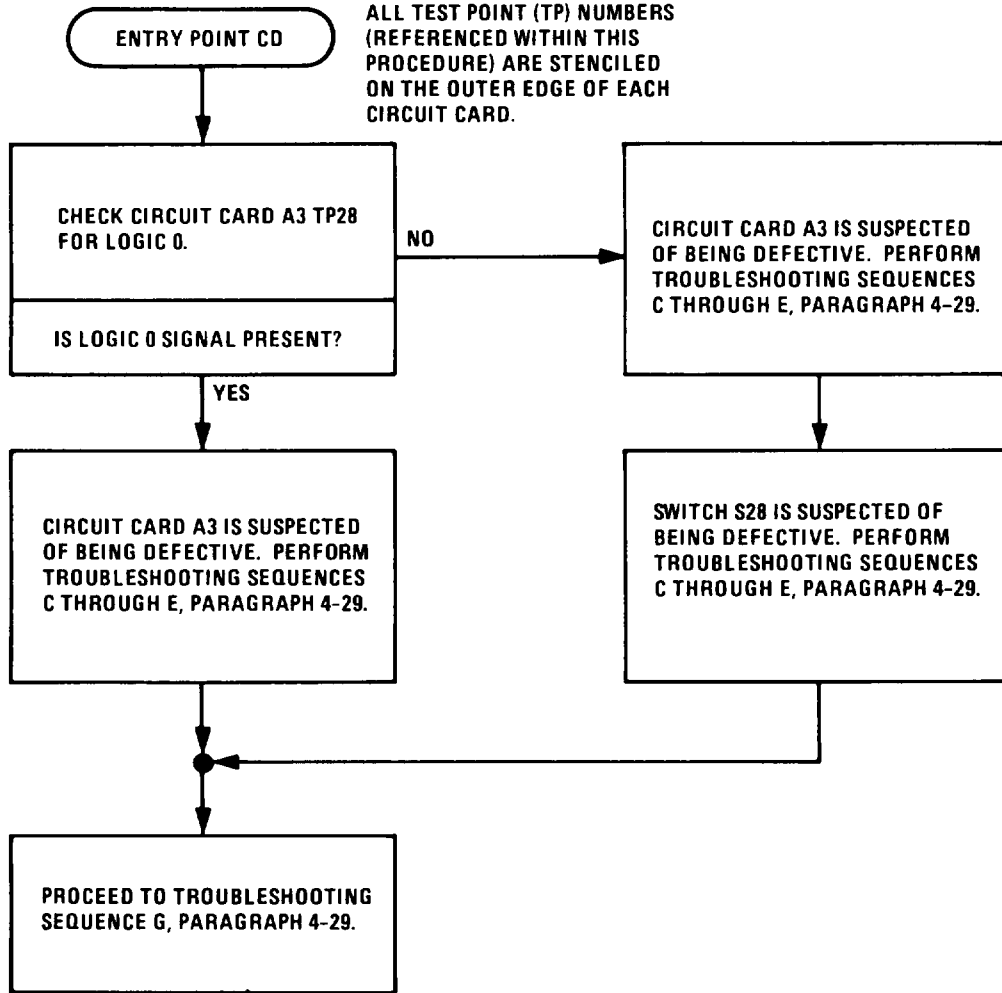 ENTRY POINT CD
ALL TEST POINT (TP) NUMBERS
(REFERENCED WITHIN THIS
PROCEDURE) ARE STENCILED
ON THE OUTER EDGE OF EACH
CIRCUIT CARD.
CHECK CIRCUIT CARD A3 TP28
FOR LOGIC 0.
IS LOGIC 0 SIGNAL PRESENT?
NO
CIRCUIT CARD A3 IS SUSPECTED
OF BEING DEFECTIVE. PERFORM
TROUBLESHOOTING SEQUENCES
C THROUGH E, PARAGRAPH 4-29.
YES
CIRCUIT CARD A3 IS SUSPECTED
OF BEING DEFECTIVE. PERFORM
TROUBLESHOOTING SEQUENCES
C THROUGH E, PARAGRAPH 4-29.
SWITCH S28 IS SUSPECTED OF
BEING DEFECTIVE. PERFORM
TROUBLESHOOTING SEQUENCES
C THROUGH E, PARAGRAPH 4-29.
PROCEED TO TROUBLESHOOTING
SEQUENCE G, PARAGRAPH 4-29.